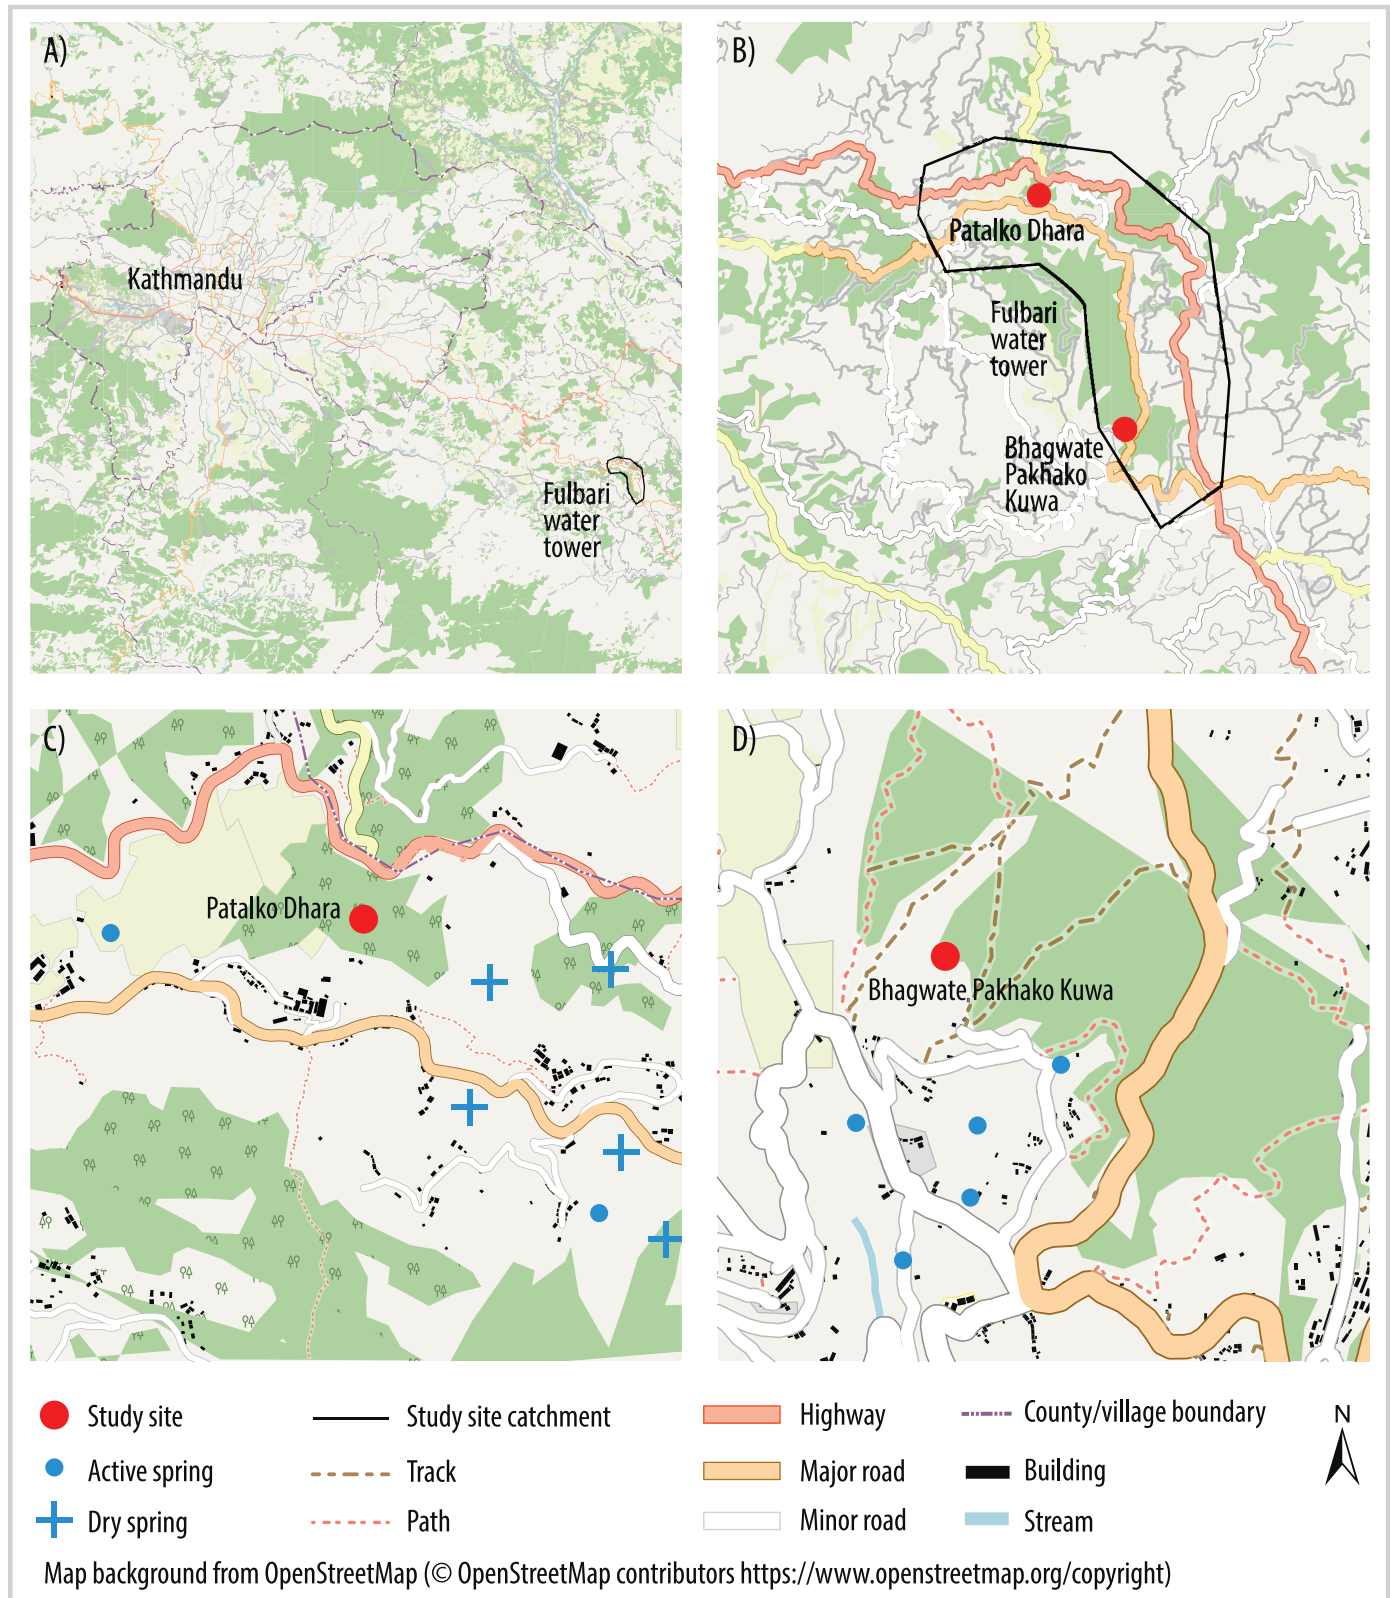 A)
Kathmandu
Fulbari
water
tower
B)
Patalko Dhara
Fulbari
water
tower
Bhagwate
Pakhako
Kuwa
C)
Patalko Dhara
D)
Bhagwate Pakhako Kuwa
Study site
Study site catchment
Highway
County/village boundary
N
Active spring
Track
Major road
Building
Dry spring
Path
Minor road
Stream
Map background from OpenStreetMap (© OpenStreetMap contributors https://www.openstreetmap.org/copyright)